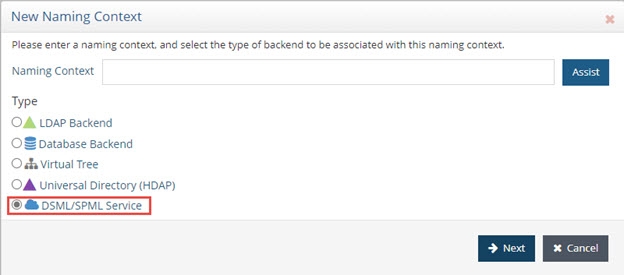 New Naming Context
Please enter a naming context, and select the type of backend to be associated with this naming context.
Naming Context
Assist
Type
LDAP Backend
Database Backend
Virtual Tree
Universal Directory (HDAP)
DSML/SPML Service
Next
Cancel